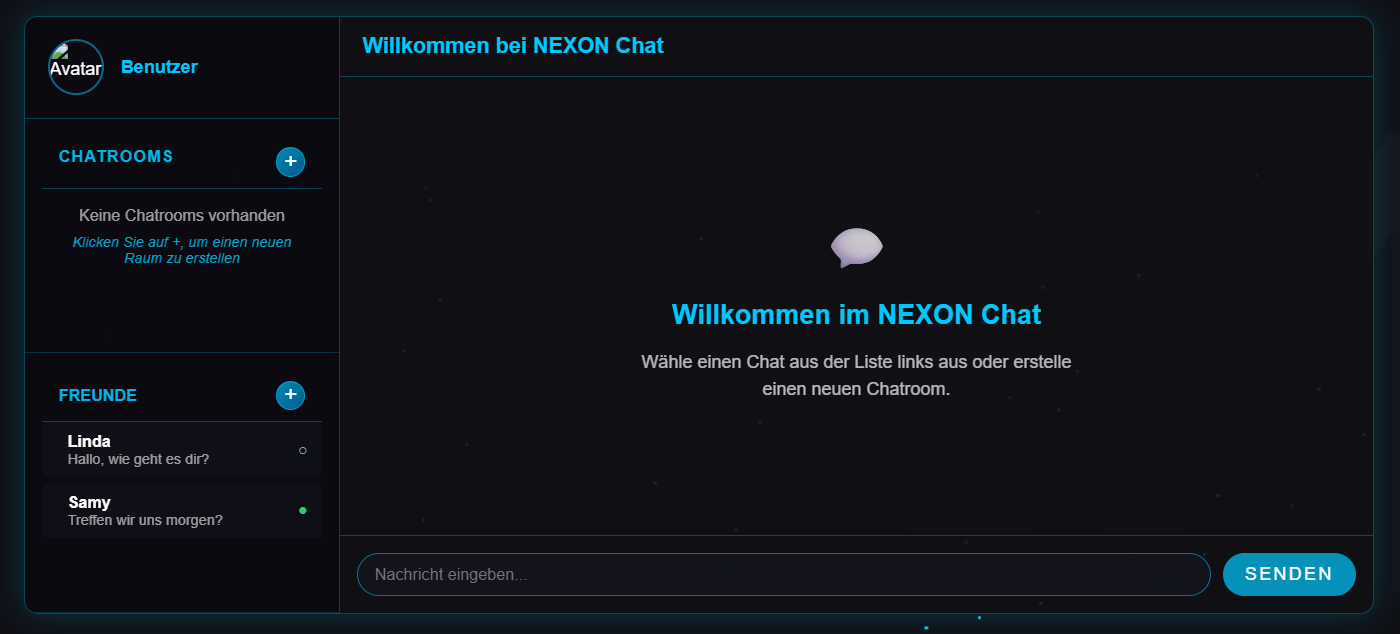 Avatar
Benutzer
CHATROOMS
+
Keine Chatrooms vorhanden
Klicken Sie auf +, um einen neuen
Raum zu erstellen
FREUNDE
+
Linda
Hallo, wie geht es dir?
Samy
Treffen wir uns morgen?
Willkommen bei NEXON Chat
Willkommen im NEXON Chat
Wähle einen Chat aus der Liste links aus oder erstelle
einen neuen Chatroom.
Nachricht eingeben...
SENDEN